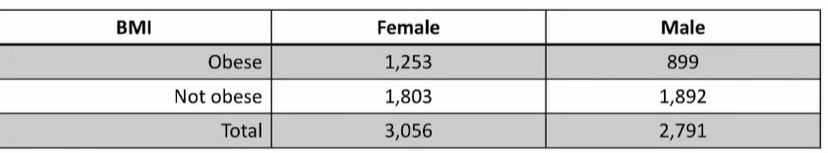 BMI Female Male
Obese 1,253 899
Not obese 1,803 1,892
Total 3,056 2,791